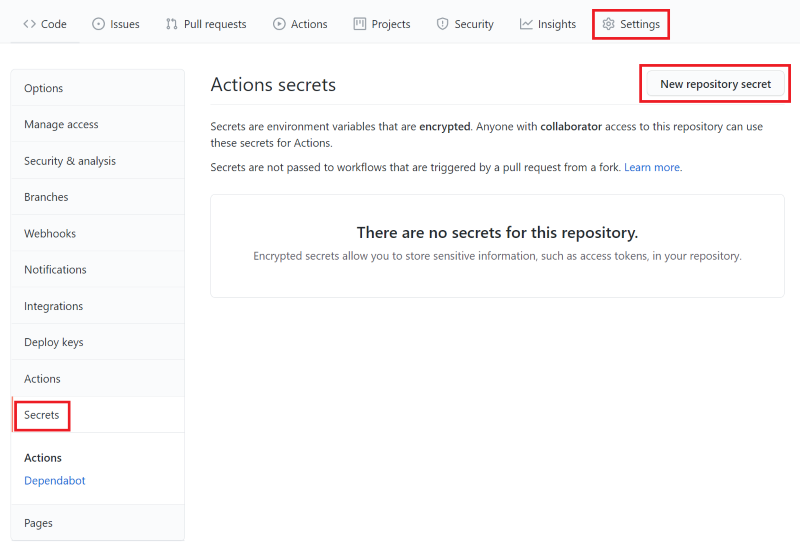 Code Issues Pull requests Actions Projects Security Insights Settings
Options
Manage access
Security & analysis
Branches
Webhooks
Notifications
Integrations
Deploy keys
Actions
Secrets
Actions
Dependabot
Pages
Actions secrets
New repository secret
Secrets are environment variables that are encrypted. Anyone with collaborator access to this repository can use
these secrets for Actions.
Secrets are not passed to workflows that are triggered by a pull request from a fork. Learn more.
There are no secrets for this repository.
Encrypted secrets allow you to store sensitive information, such as access tokens, in your repository.